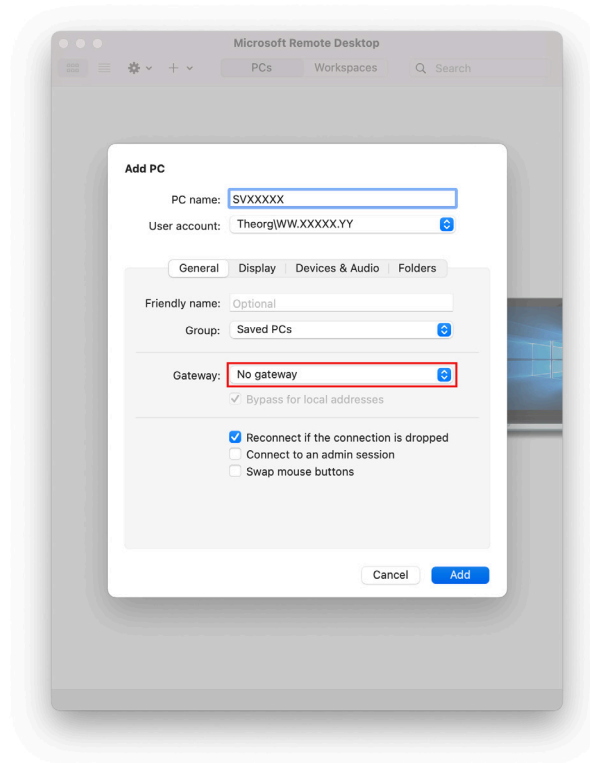 Microsoft Remote Desktop
PCs Workspaces Search
Add PC
PC name: SVXXXXX
User account: Theorg\WW.XXXXX.YY
General Display Devices & Audio Folders
Friendly name: Optional
Group: Saved PCs
Gateway: No gateway
Bypass for local addresses
Reconnect if the connection is dropped
Connect to an admin session
Swap mouse buttons
Cancel Add